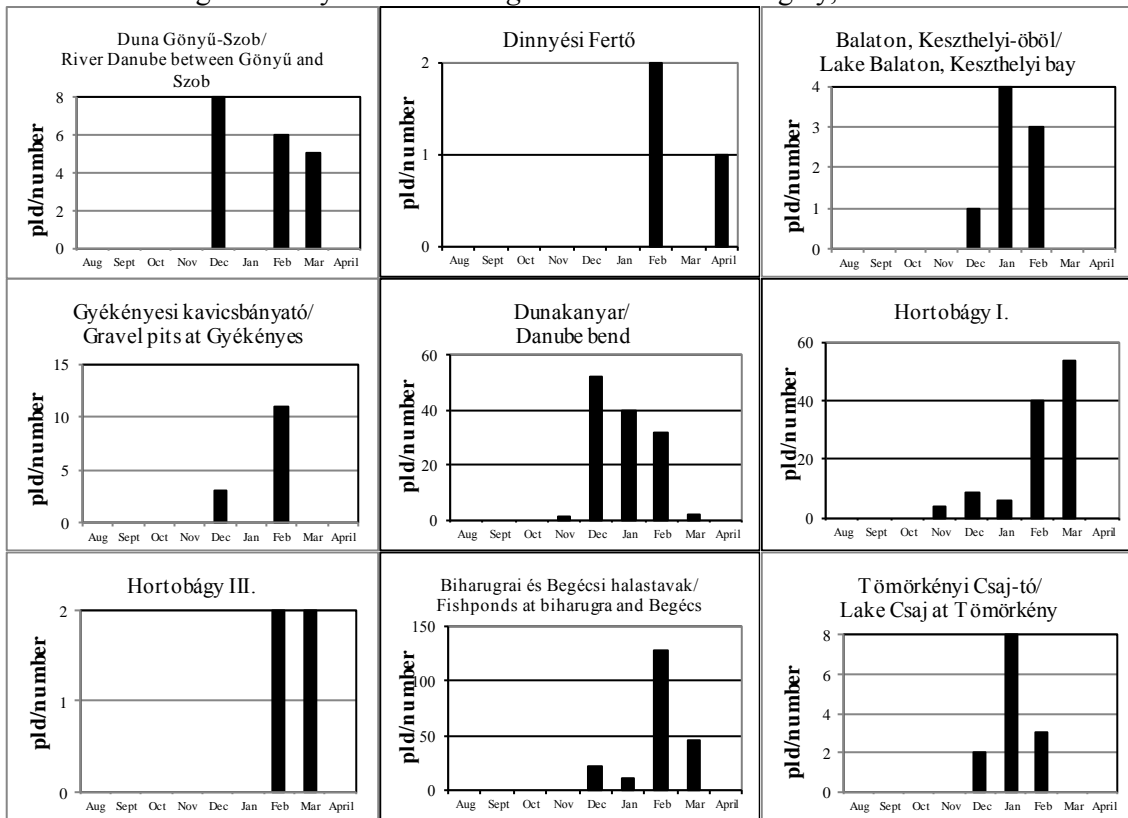 Duna Gönyű-Szob/
River Danube between Gönyű and
Szob
pld/number
8
6
4
2
0
Aug Sept Oct Nov Dec Jan Feb Mar April
Dinnyési Fertő
pld/number
2
1
0
Aug Sept Oct Nov Dec Jan Feb Mar April
Balaton, Keszthelyi-öböl/
Lake Balaton, Keszthelyi bay
pld/number
4
3
2
1
0
Aug Sept Oct Nov Dec Jan Feb Mar April
Gyékényesi kavicsbányató/
Gravel pits at Gyékényes
pld/number
15
10
5
0
Aug Sept Oct Nov Dec Jan Feb Mar April
Dunakanyar/
Danube bend
pld/number
60
40
20
0
Aug Sept Oct Nov Dec Jan Feb Mar April
Hortobágy I.
pld/number
60
40
20
0
Aug Sept Oct Nov Dec Jan Feb Mar April
Hortobágy III.
pld/number
2
1
0
Aug Sept Oct Nov Dec Jan Feb Mar April
Biharugrai és Begécsi halastavak/
Fishponds at biharugra and Begécs
pld/number
150
100
50
0
Aug Sept Oct Nov Dec Jan Feb Mar April
Tömörkényi Csaj-tó/
Lake Csaj at Tömörkény
pld/number
8
6
4
2
0
Aug Sept Oct Nov Dec Jan Feb Mar April